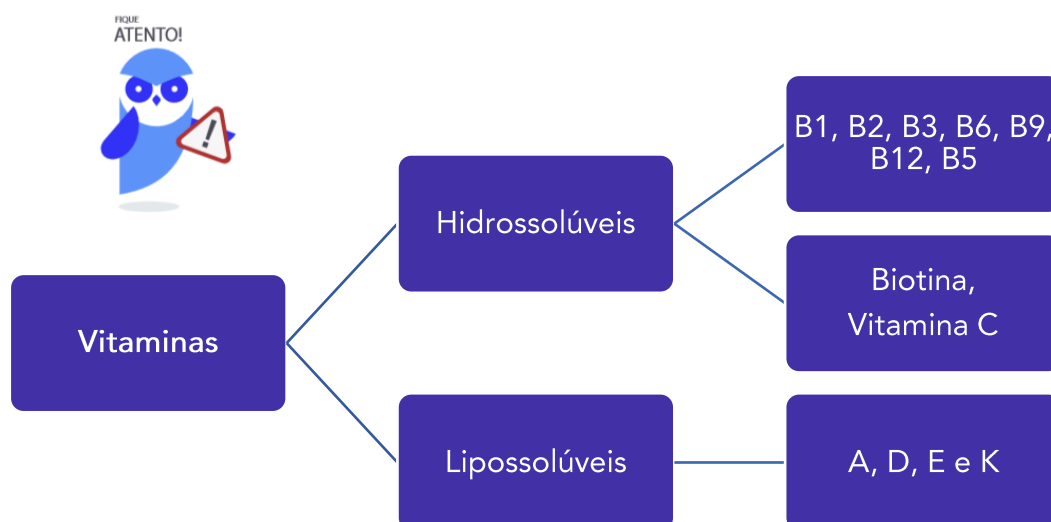 FIQUE
ATENTO!
B1, B2, B3, B6, B9,
B12, B5
Hidrossolúveis
Biotina,
Vitamina C
Vitaminas
Lipossolúveis
A, D, E e K